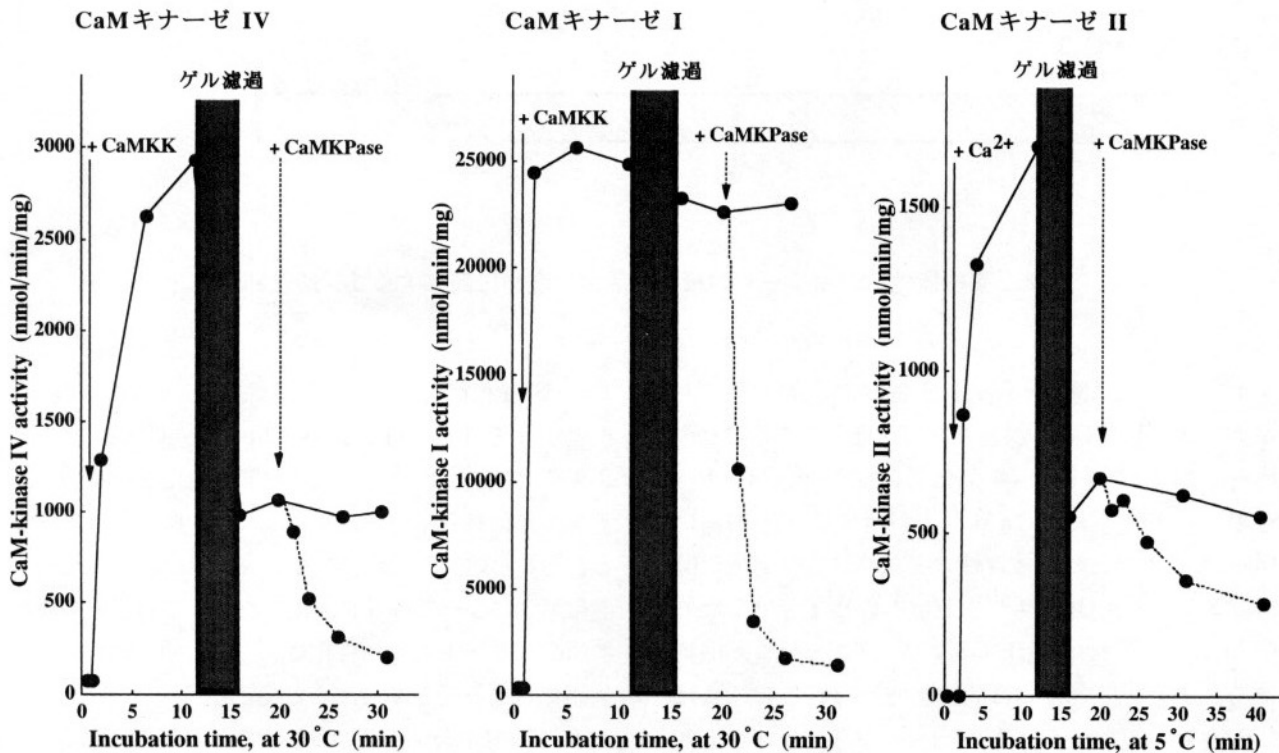 CaMキナーゼ IV
ゲル濾過
+ CaMKK
+ CaMKPase
CaM-kinase IV activity (nmol/min/mg)
3000
2500
2000
1500
1000
500
0
0 5 10 15 20 25 30
Incubation time, at 30°C (min)
CaMキナーゼ I
ゲル濾過
+ CaMKK
+ CaMKPase
CaM-kinase I activity (nmol/min/mg)
25000
20000
15000
10000
5000
0
0 5 10 15 20 25 30
Incubation time, at 30°C (min)
CaMキナーゼ II
ゲル濾過
+ Ca2+
+ CaMKPase
CaM-kinase II activity (nmol/min/mg)
1500
1000
500
0
0 5 10 15 20 25 30 35 40
Incubation time, at 5°C (min)